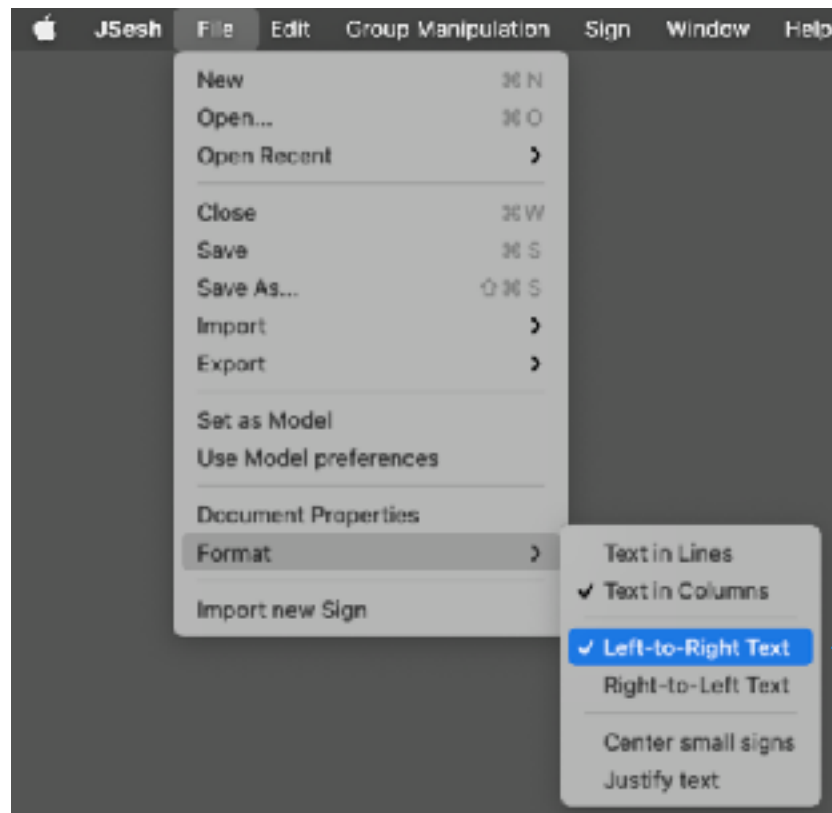 JSesh File Edit Group Manipulation Sign Window Help
New ⌘ N
Open... ⌘ O
Open Recent
Close ⌘ W
Save ⌘ S
Save As... ⇧ ⌘ S
Import
Export
Set as Model
Use Model preferences
Document Properties
Format
Import new Sign
Text in Lines
✓ Text in Columns
✓ Left-to-Right Text
Right-to-Left Text
Center small signs
Justify text